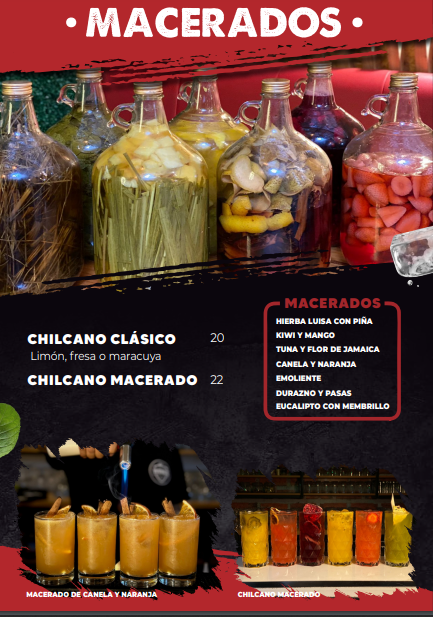 • MACERADOS •
CHILCANO CLÁSICO 20
Limón, fresa o maracuya
CHILCANO MACERADO 22
MACERADOS
HIERBA LUISA CON PIÑA
KIWI Y MANGO
TUNA Y FLOR DE JAMAICA
CANELA Y NARANJA
EMOLIENTE
DURAZNO Y PASAS
EUCALIPTO CON MEMBRILLO
MACERADO DE CANELA Y NARANJA
CHILCANO MACERADO